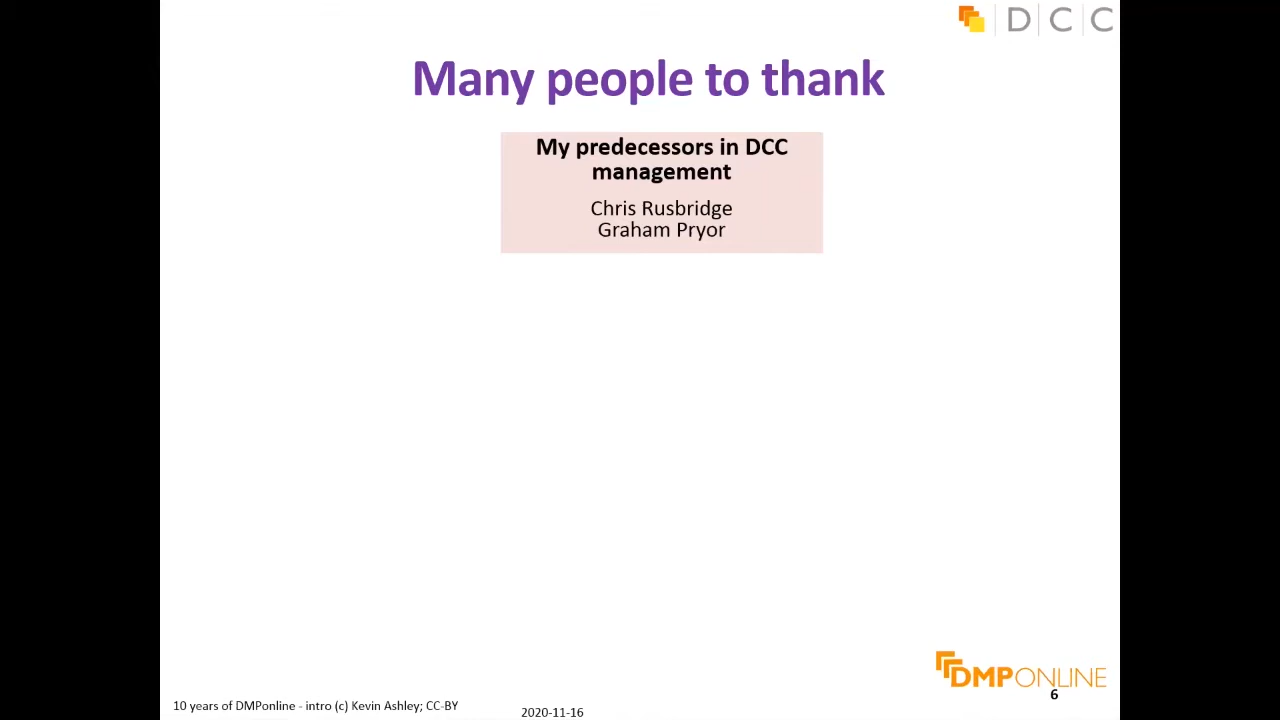 D C C
Many people to thank
My predecessors in DCC
management
Chris Rusbridge
Graham Pryor
DMPONLINE
6
10 years of DMPonline - intro (c) Kevin Ashley; CC-BY
2020-11-16